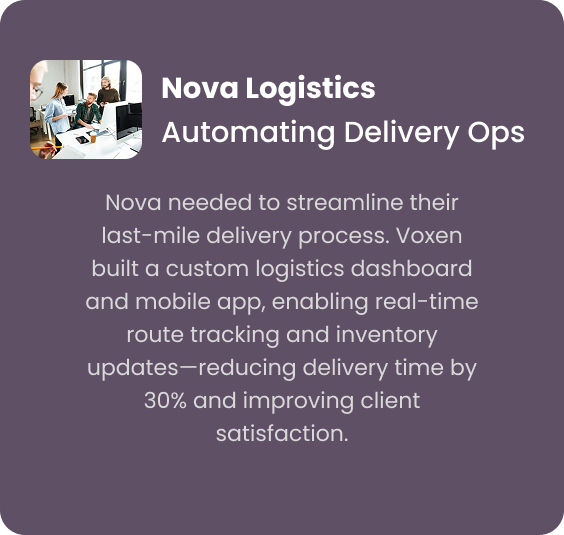 Nova Logistics
Automating Delivery Ops
Nova needed to streamline their
last-mile delivery process. Voxen
built a custom logistics dashboard
and mobile app, enabling real-time
route tracking and inventory
updates—reducing delivery time by
30% and improving client
satisfaction.